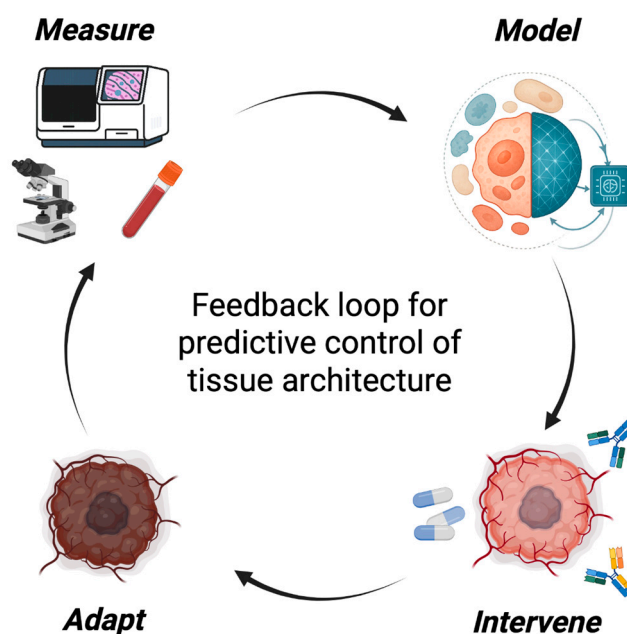 Measure
Model
Feedback loop for
predictive control of
tissue architecture
Adapt
Intervene